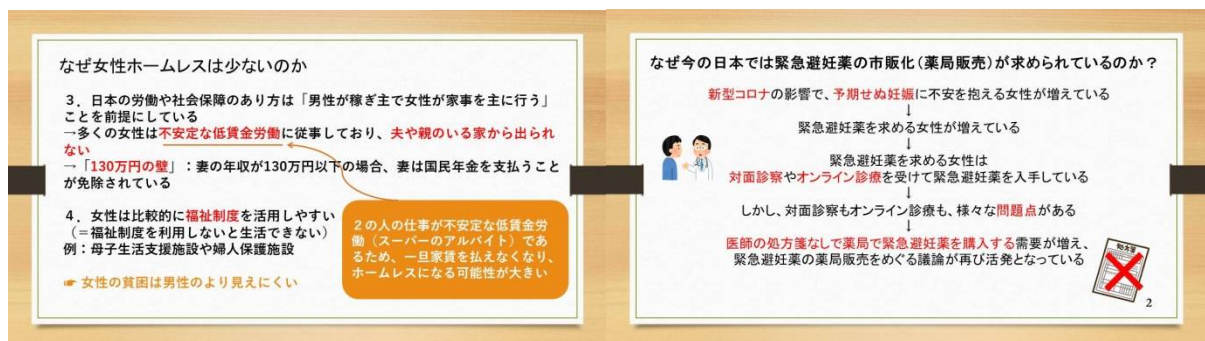 なぜ女性ホームレスは少ないのか
３．日本の労働や社会保障のあり方は「男性が稼ぎ主で女性が家事を主に行う」
ことを前提にしている
→多くの女性は不安定な低賃金労働に従事しており、夫や親のいる家から出られ
ない
→「130万円の壁」：妻の年収が130万円以下の場合、妻は国民年金を支払うこと
が免除されている
４．女性は比較的に福祉制度を活用しやすい
（＝福祉制度を利用しないと生活できない）
例：母子生活支援施設や婦人保護施設
☞ 女性の貧困は男性のより見えにくい
２の人の仕事が不安定な低賃金労
働（スーパーのアルバイト）であ
るため、一旦家賃を払えなくなり、
ホームレスになる可能性が大きい
なぜ今の日本では緊急避妊薬の市販化（薬局販売）が求められているのか？
新型コロナの影響で、予期せぬ妊娠に不安を抱える女性が増えている
↓
緊急避妊薬を求める女性が増えている
↓
緊急避妊薬を求める女性は
対面診察やオンライン診療を受けて緊急避妊薬を入手している
↓
しかし、対面診察もオンライン診療も、様々な問題点がある
↓
医師の処方箋なしで薬局で緊急避妊薬を購入する需要が増え、
緊急避妊薬の薬局販売をめぐる議論が再び活発となっている
処方箋
2